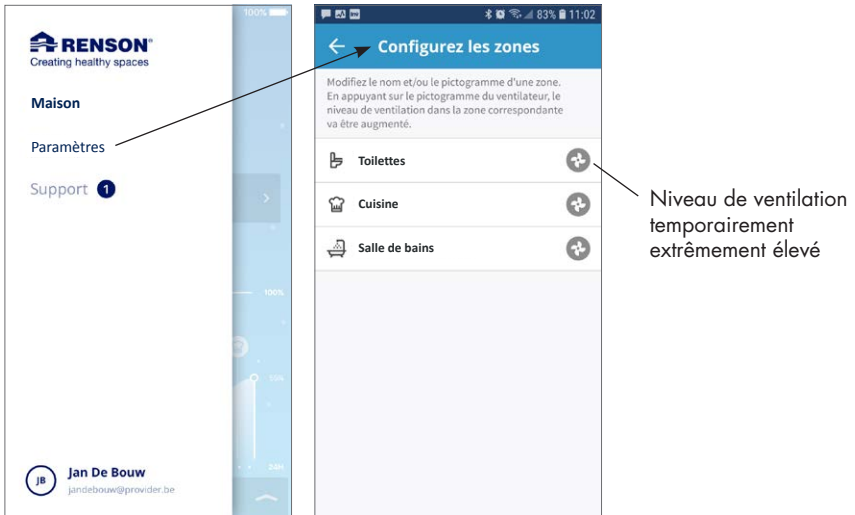 100%
RENSON®
Creating healthy spaces
Maison
Paramètres
Support 1
100%
24H
JB
Jan De Bouw
jandebouw@provider.be
83% 11:02
Configurez les zones
Modifiez le nom et/ou le pictogramme d'une zone.
En appuyant sur le pictogramme du ventilateur, le
niveau de ventilation dans la zone correspondante
va être augmenté.
Toilettes
Cuisine
Salle de bains
Niveau de ventilation
temporairement
extrêmement élevé